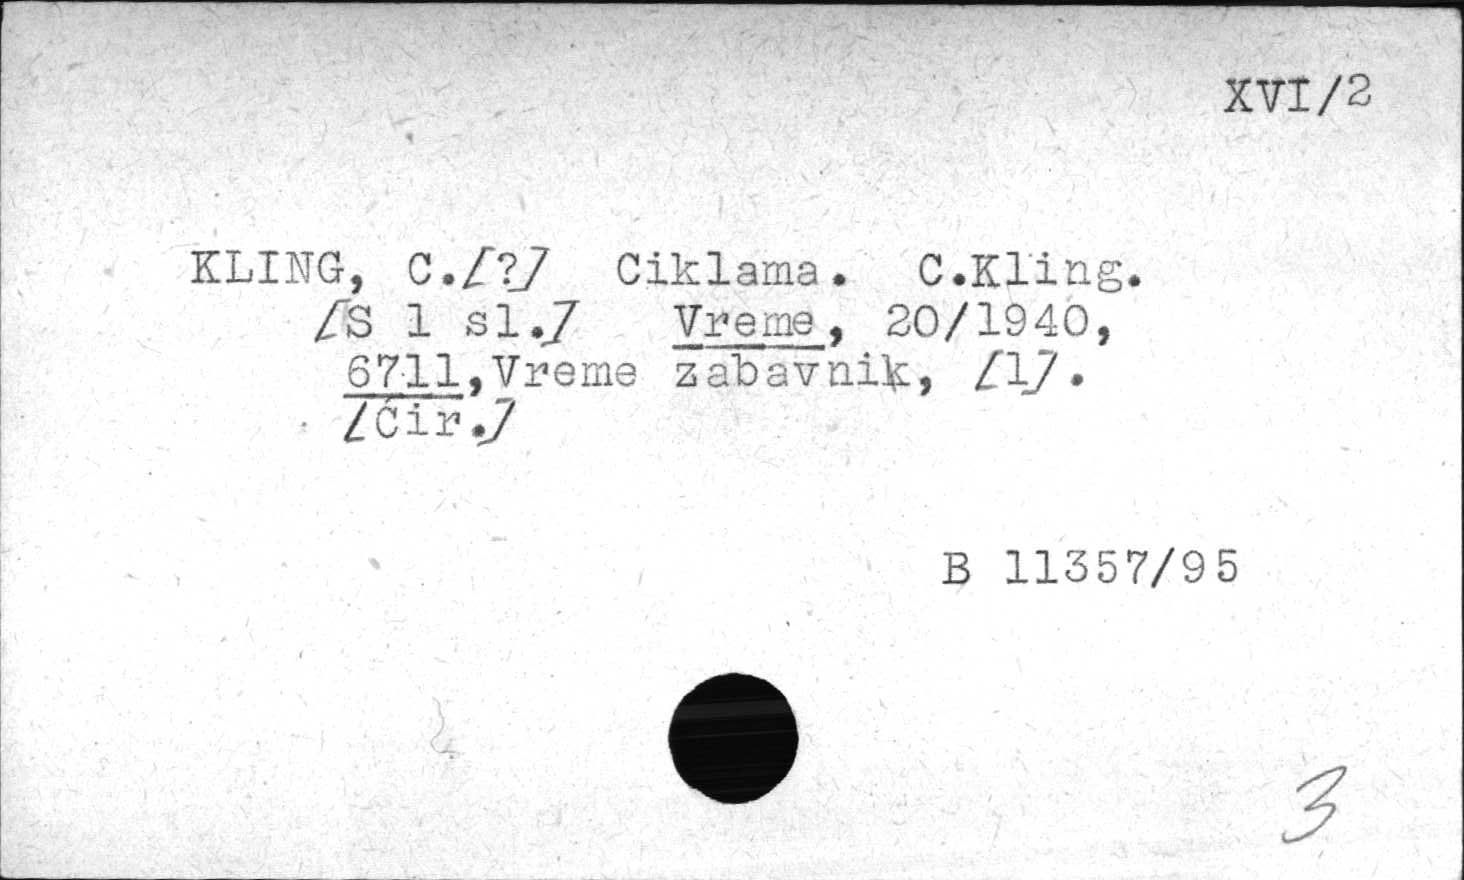 XVI/2
KLING, C.[?] Ciklama. C.Kling.
[S 1 sl.] Vreme, 20/1940,
6711,Vreme zabavnik, [1].
[Ćir.]
B 11357/95
3